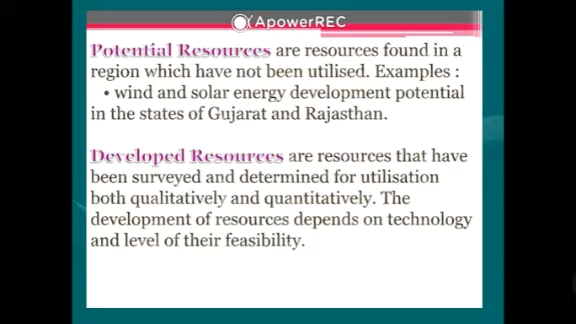 ApowerREC
Potential Resources are resources found in a
region which have not been utilised. Examples :
• wind and solar energy development potential
in the states of Gujarat and Rajasthan.
Developed Resources are resources that have
been surveyed and determined for utilisation
both qualitatively and quantitatively. The
development of resources depends on technology
and level of their feasibility.